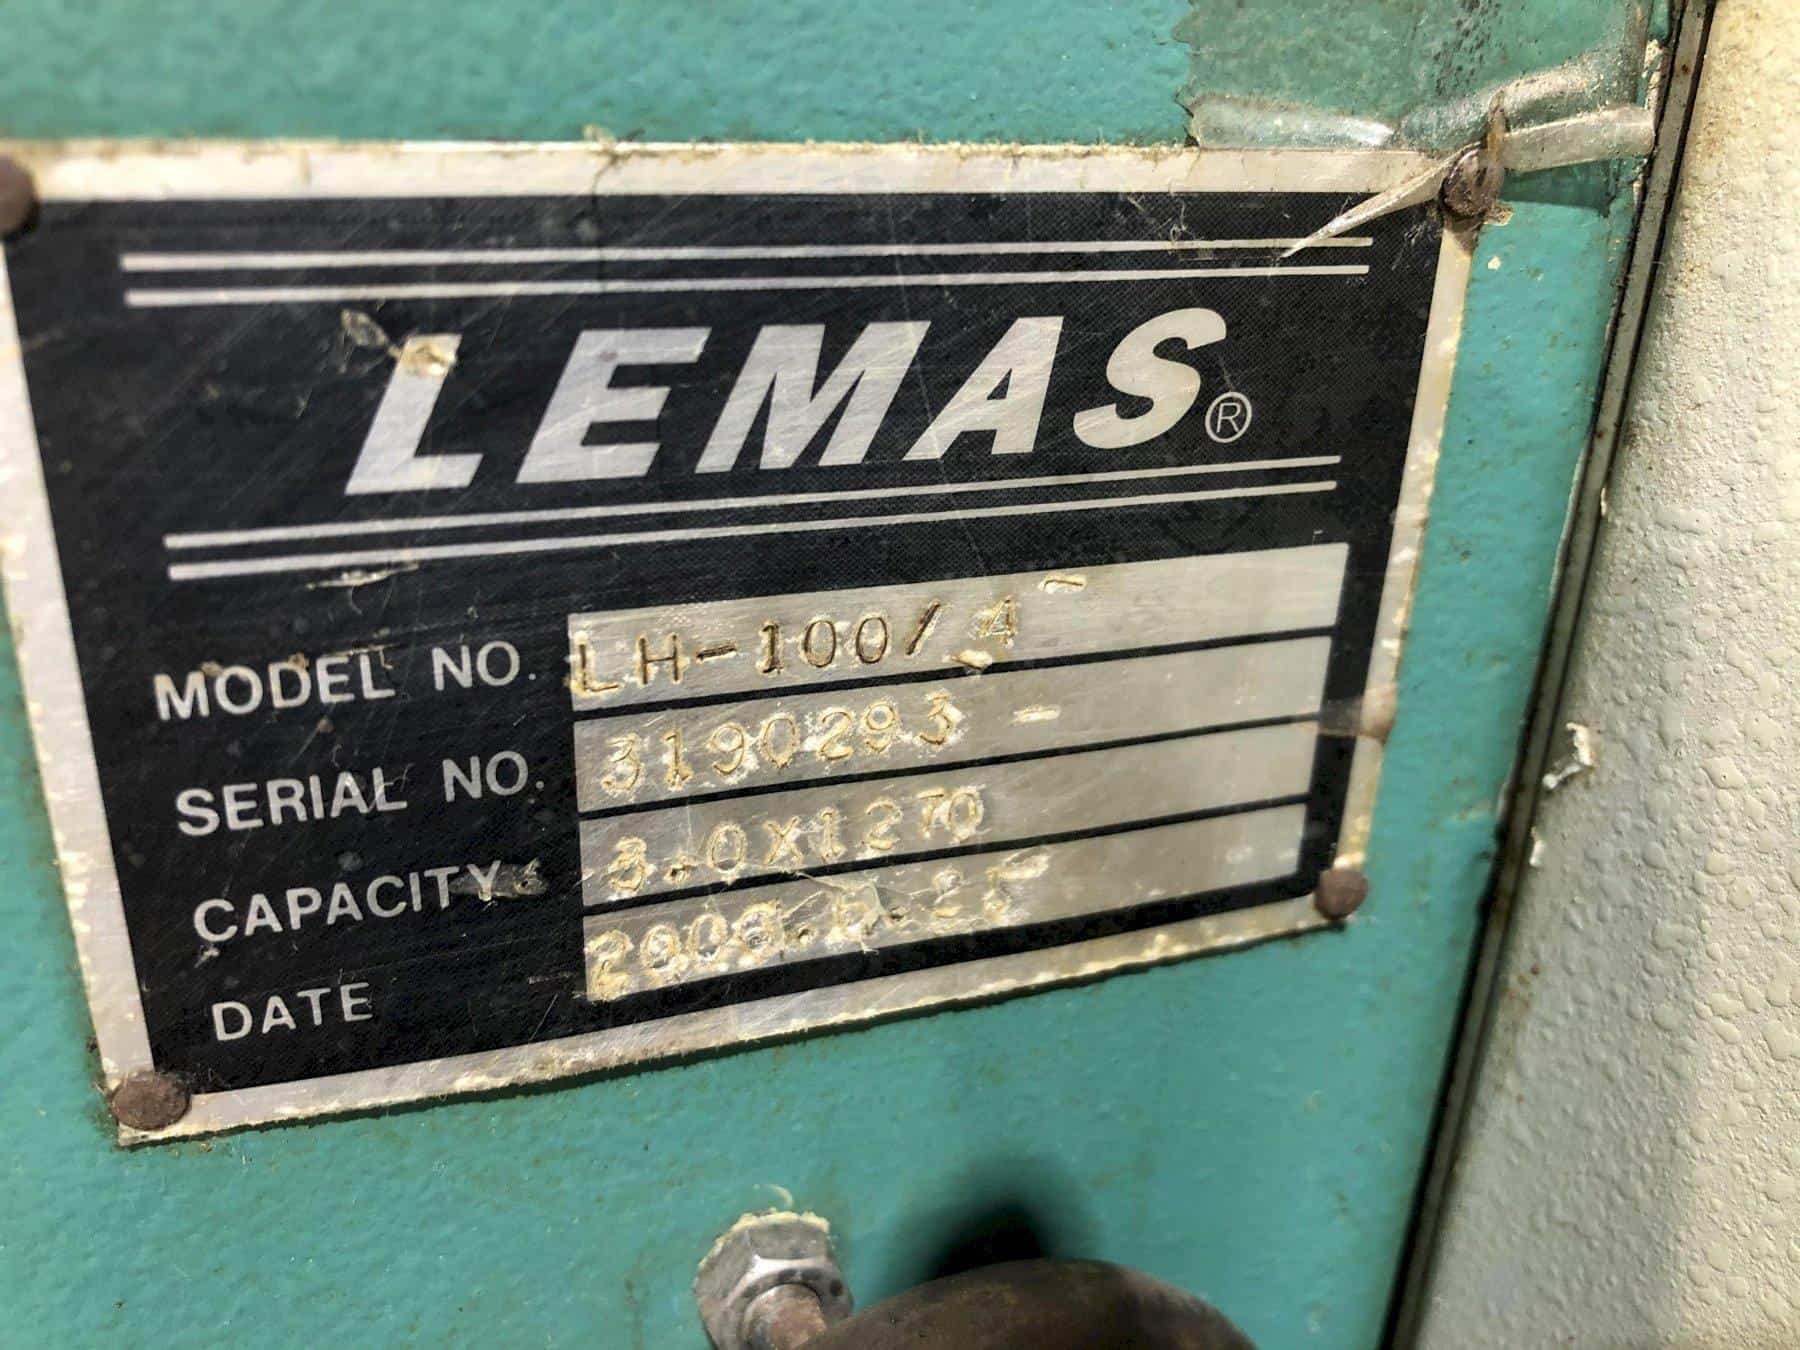 LEMAS®
MODEL NO. LH-100/ 4 -
SERIAL NO. 3190293 -
CAPACITY 3.0X1270
DATE